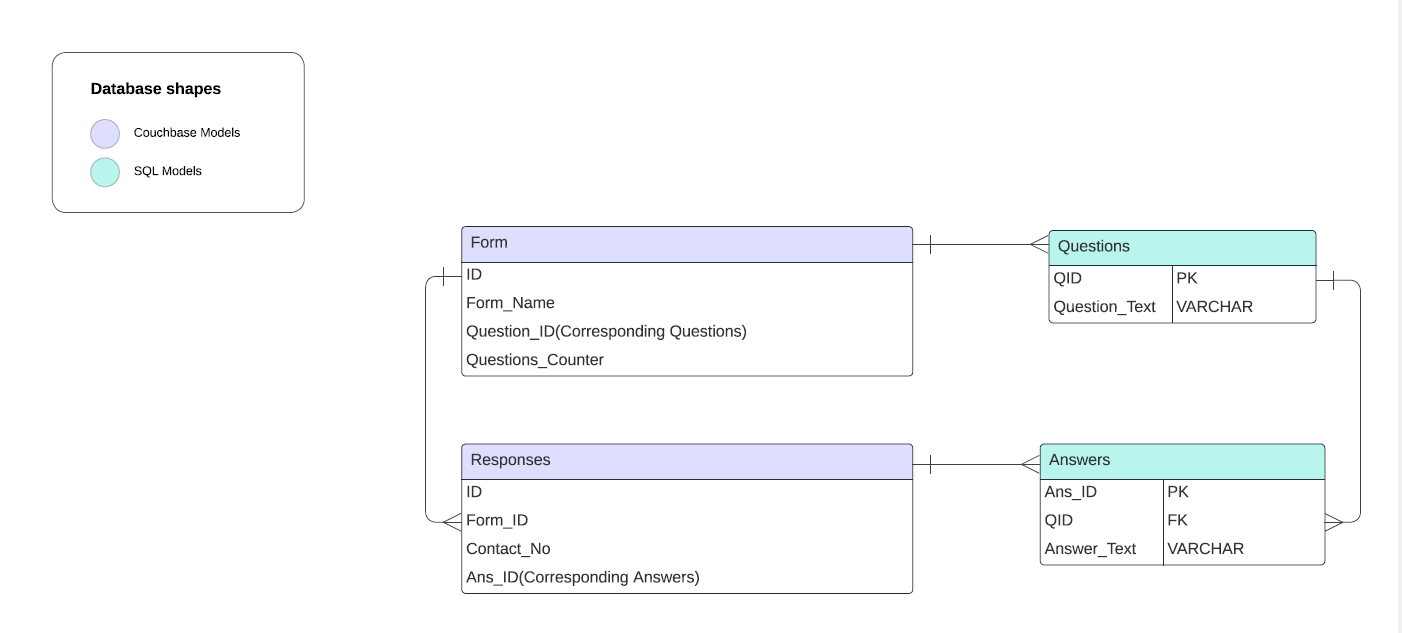 Database shapes
Couchbase Models
SQL Models
Form
ID
Form_Name
Question_ID(Corresponding Questions)
Questions_Counter
Questions
QID PK
Question_Text VARCHAR
Responses
ID
Form_ID
Contact_No
Ans_ID(Corresponding Answers)
Answers
Ans_ID PK
QID FK
Answer_Text VARCHAR